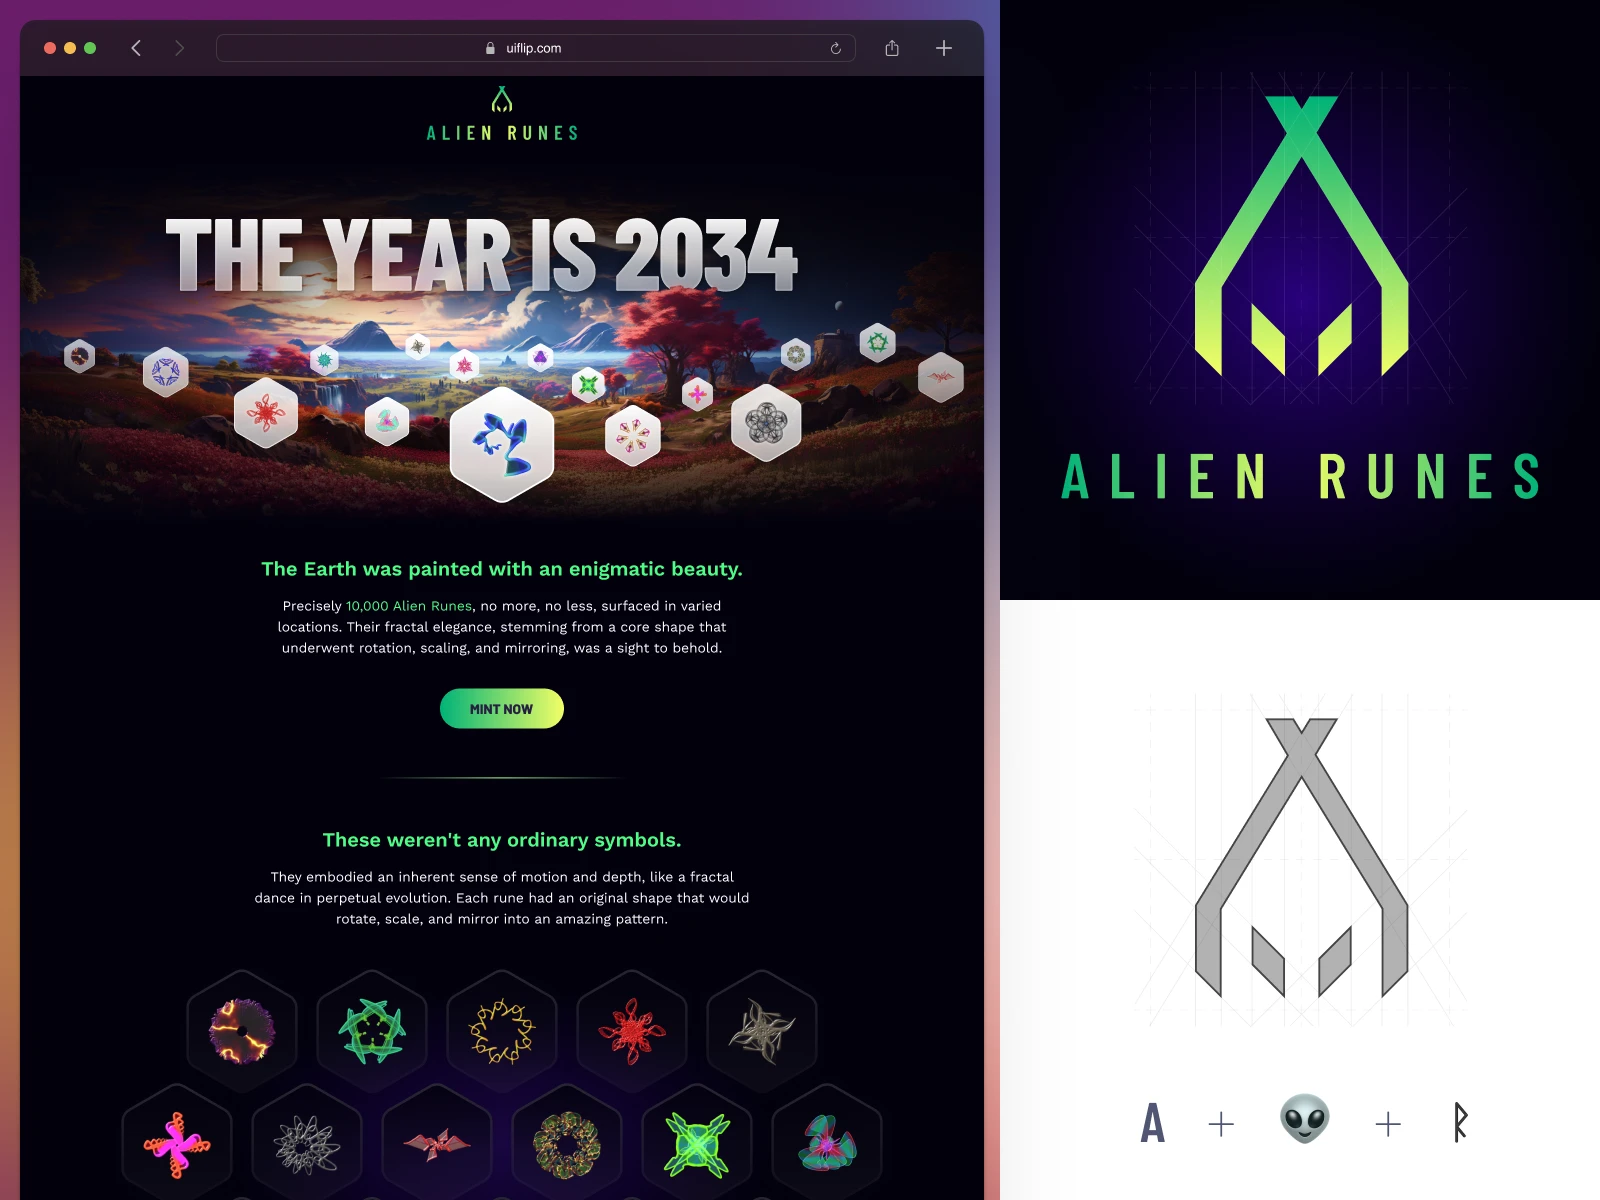 uiflip.com
ALIEN RUNES
THE YEAR IS 2034
The Earth was painted with an enigmatic beauty.
Precisely 10,000 Alien Runes, no more, no less, surfaced in varied
locations. Their fractal elegance, stemming from a core shape that
underwent rotation, scaling, and mirroring, was a sight to behold.
MINT NOW
These weren't any ordinary symbols.
They embodied an inherent sense of motion and depth, like a fractal
dance in perpetual evolution. Each rune had an original shape that would
rotate, scale, and mirror into an amazing pattern.
ALIEN RUNES
A + 👽 + ᚱ